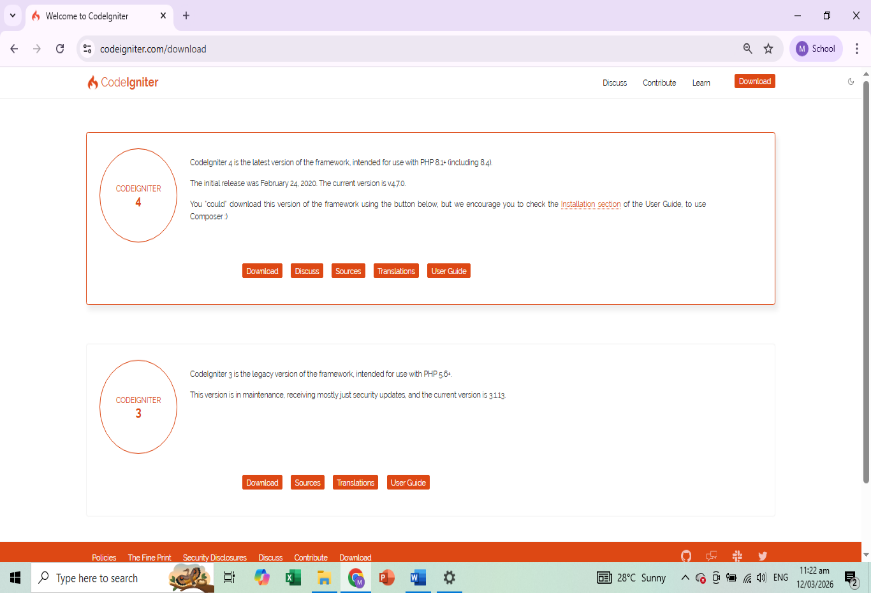 Welcome to CodeIgniter
codeigniter.com/download
M School
CodeIgniter
Discuss Contribute Learn Download
CODEIGNITER
4
CodeIgniter 4 is the latest version of the framework, intended for use with PHP 8.1+ (including 8.4).
The initial release was February 24, 2020. The current version is v4.7.0.
You *could* download this version of the framework using the button below, but we encourage you to check the Installation section of the User Guide, to use
Composer :)
Download Discuss Sources Translations User Guide
CODEIGNITER
3
CodeIgniter 3 is the legacy version of the framework, intended for use with PHP 5.6+.
This version is in maintenance, receiving mostly just security updates, and the current version is 3.1.13.
Download Sources Translations User Guide
Policies The Fine Print Security Disclosures Discuss Contribute Download
Type here to search
28°C Sunny
ENG
11:22 am
12/03/2026
2